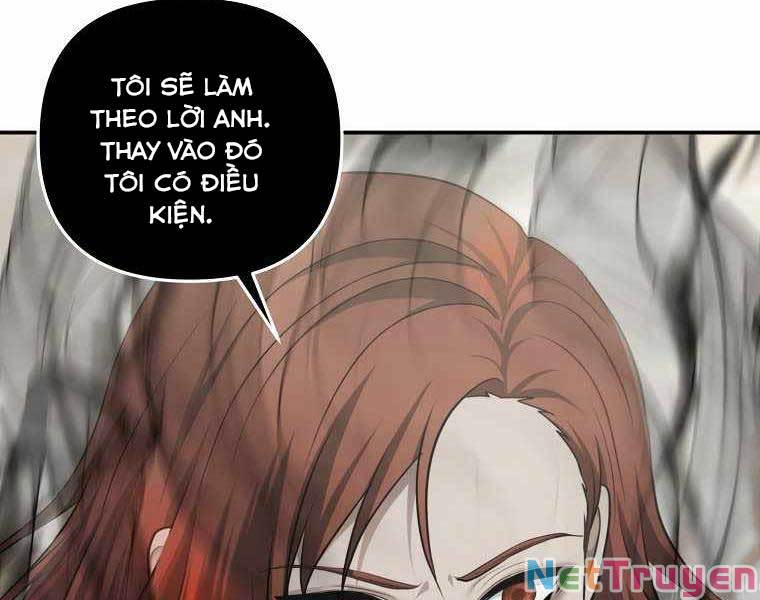 TÔI SẼ LÀM
THEO LỜI ANH.
THAY VÀO ĐÓ
TÔI CÓ ĐIỀU
KIỆN.
NetTruyen